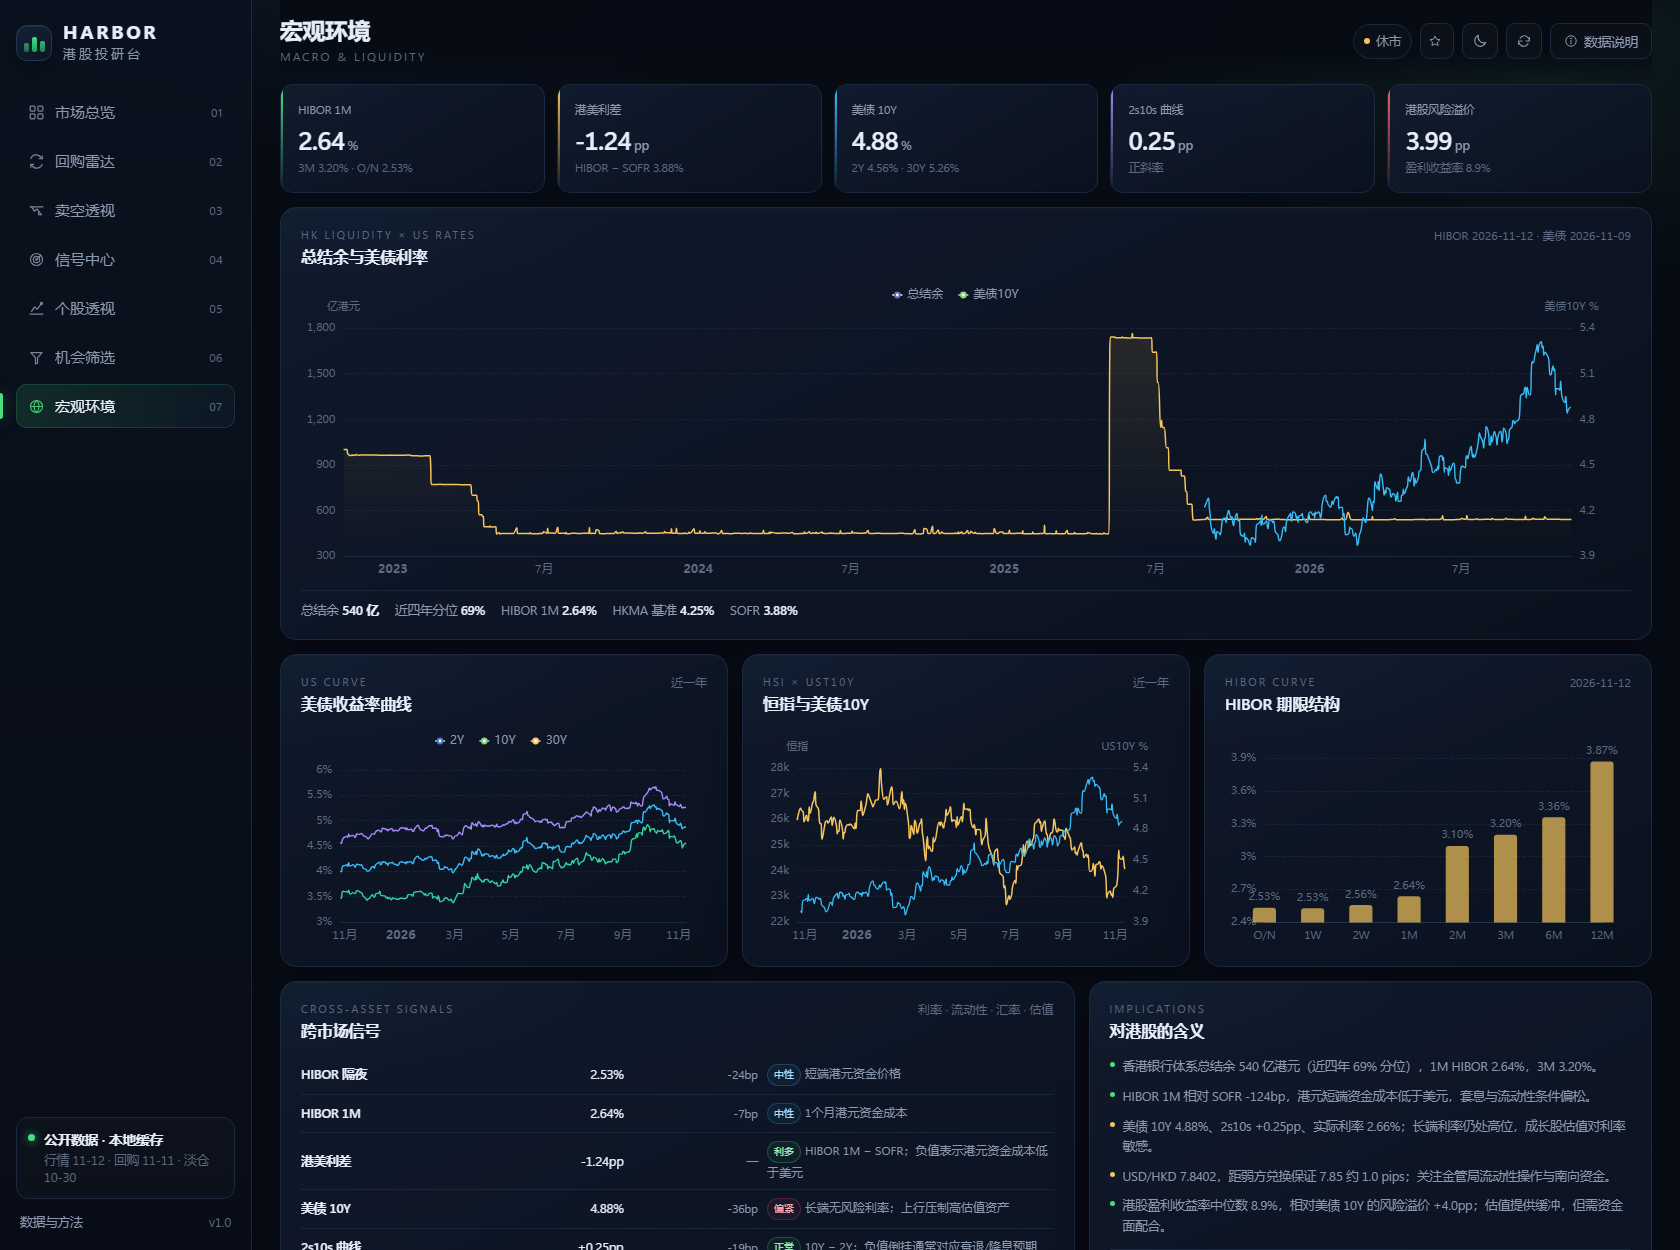 HARBOR
港股投研台
市场总览 01
回购雷达 02
卖空透视 03
信号中心 04
个股透视 05
机会筛选 06
宏观环境 07
公开数据 · 本地缓存
行情 11-12 · 回购 11-11 · 淡仓
10-30
数据与方法 v1.0
宏观环境
MACRO & LIQUIDITY
休市
数据说明
HIBOR 1M
2.64 %
3M 3.20% · O/N 2.53%
港美利差
-1.24 pp
HIBOR − SOFR 3.88%
美债 10Y
4.88 %
2Y 4.56% · 30Y 5.26%
2s10s 曲线
0.25 pp
正斜率
港股风险溢价
3.99 pp
盈利收益率 8.9%
HK LIQUIDITY × US RATES
总结余与美债利率
HIBOR 2026-11-12 · 美债 2026-11-09
总结余 美债10Y
亿港元 美债10Y %
1,800 5.4
1,500 5.1
1,200 4.8
900 4.5
600 4.2
300 3.9
2023 7月 2024 7月 2025 7月 2026 7月
总结余 540 亿 近四年分位 69% HIBOR 1M 2.64% HKMA 基准 4.25% SOFR 3.88%
US CURVE
美债收益率曲线
近一年
2Y 10Y 30Y
6%
5.5%
5%
4.5%
4%
3.5%
3%
11月 2026 3月 5月 7月 9月 11月
HSI × UST10Y
恒指与美债10Y
近一年
恒指 US10Y %
28k 5.4
27k 5.1
26k 4.8
25k
24k 4.5
23k 4.2
22k 3.9
11月 2026 3月 5月 7月 9月 11月
HIBOR CURVE
HIBOR 期限结构
2026-11-12
3.9%
3.6%
3.3%
3%
2.7%
2.4%
2.53% 2.53% 2.56% 2.64% 3.10% 3.20% 3.36% 3.87%
O/N 1W 2W 1M 2M 3M 6M 12M
CROSS-ASSET SIGNALS
跨市场信号
利率 · 流动性 · 汇率 · 估值
HIBOR 隔夜 2.53% -24bp 中性 短端港元资金价格
HIBOR 1M 2.64% -7bp 中性 1个月港元资金成本
港美利差 -1.24pp — 利多 HIBOR 1M − SOFR；负值表示港元资金成本低
于美元
美债 10Y 4.88% -36bp 偏紧 长端无风险利率；上行压制高估值资产
2s10s 曲线 +0.25pp -19bp 正常 10Y − 2Y；负值倒挂通常对应衰退/降息预期
IMPLICATIONS
对港股的含义
香港银行体系总结余 540 亿港元（近四年 69% 分位），1M HIBOR 2.64%，3M 3.20%。
HIBOR 1M 相对 SOFR -124bp，港元短端资金成本低于美元，套息与流动性条件偏松。
美债 10Y 4.88%、2s10s +0.25pp、实际利率 2.66%；长端利率仍处高位，成长股估值对利率
敏感。
USD/HKD 7.8402，距弱方兑换保证 7.85 约 1.0 pips；关注金管局流动性操作与南向资金。
港股盈利收益率中位数 8.9%，相对美债 10Y 的风险溢价 +4.0pp；估值提供缓冲，但需资金
面配合。